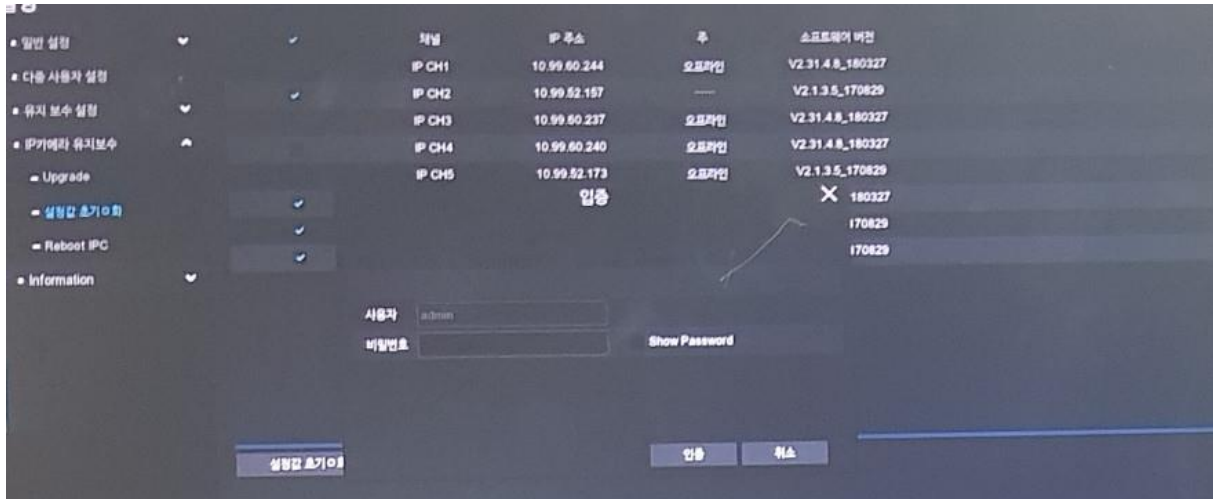 일반 설정
다중 사용자 설정
유지 보수 설정
IP카메라 유지보수
Upgrade
설정값 초기화
Reboot IPC
Information
채널 IP 주소 주 소프트웨어 버전
IP CH1 10.99.60.244 오프라인 V2.31.4.8_180327
IP CH2 10.99.52.157 ---- V2.1.3.5_170829
IP CH3 10.99.60.237 오프라인 V2.31.4.8_180327
IP CH4 10.99.60.240 오프라인 V2.31.4.8_180327
IP CH5 10.99.52.173 오프라인 V2.1.3.5_170829
인증 X 180327
170829
170829
사용자 admin
비밀번호 Show Password
설정값 초기
인증 취소